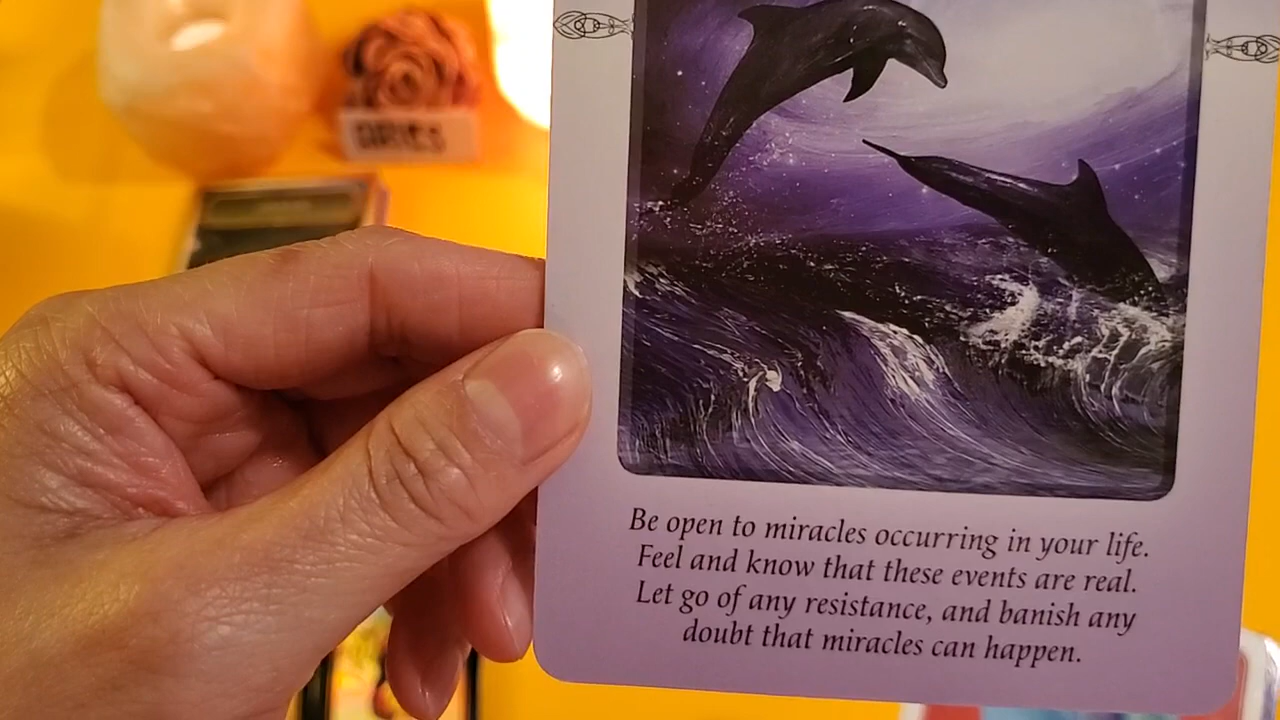 ARIES
Be open to miracles occurring in your life.
Feel and know that these events are real.
Let go of any resistance, and banish any
doubt that miracles can happen.